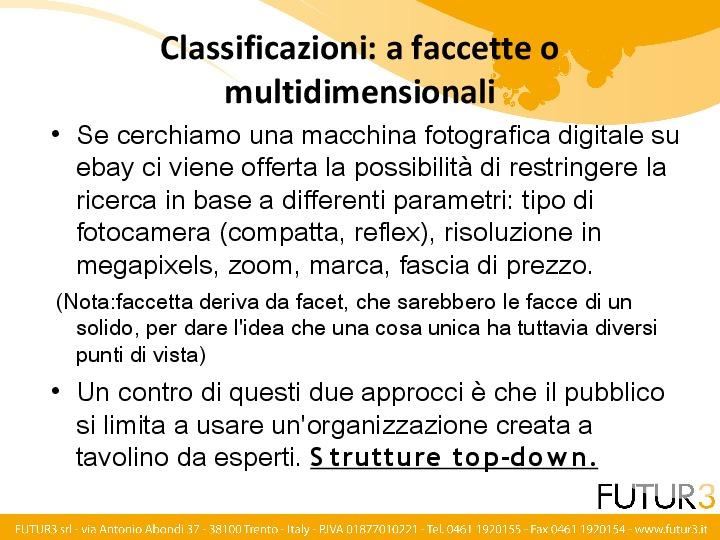 Classificazioni: a faccette o
multidimensionali
• Se cerchiamo una macchina fotografica digitale su
ebay ci viene offerta la possibilità di restringere la
ricerca in base a differenti parametri: tipo di
fotocamera (compatta, reflex), risoluzione in
megapixels, zoom, marca, fascia di prezzo.
(Nota:faccetta deriva da facet, che sarebbero le facce di un
solido, per dare l'idea che una cosa unica ha tuttavia diversi
punti di vista)
• Un contro di questi due approcci è che il pubblico
si limita a usare un'organizzazione creata a
tavolino da esperti. Strutture top-down.
FUTUR3
FUTUR3 srl - via Antonio Abondi 37 - 38100 Trento - Italy - P.IVA 01877010221 - Tel. 0461 1920155 - Fax 0461 1920154 - www.futur3.it